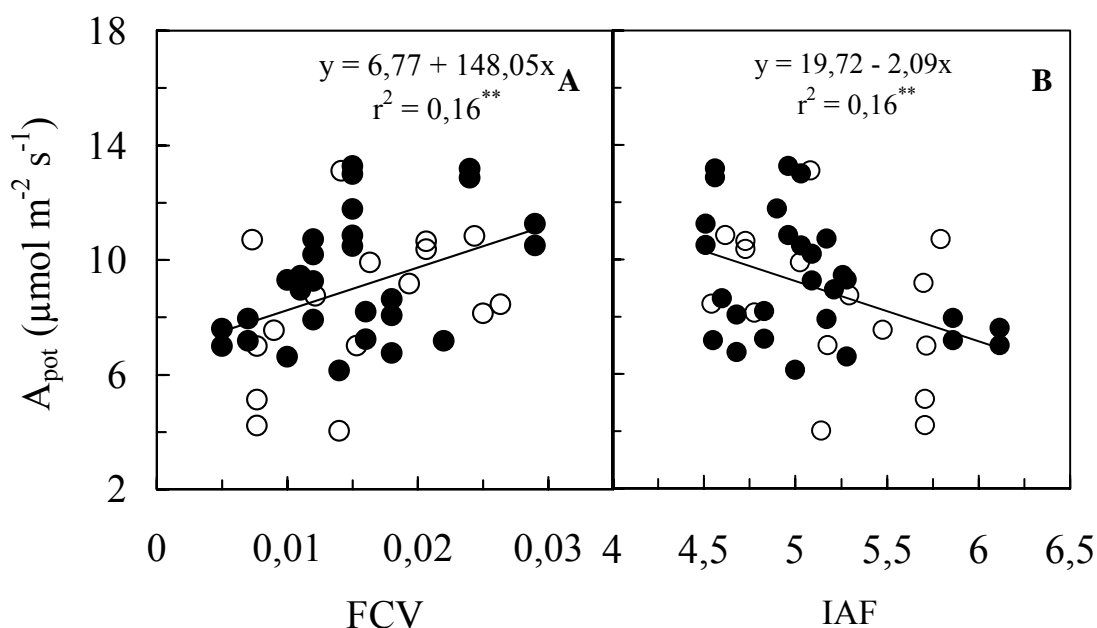 18
14
10
6
2
A_pot (µmol m⁻² s⁻¹)
y = 6,77 + 148,05x
r² = 0,16**
A
y = 19,72 - 2,09x
r² = 0,16**
B
0 0,01 0,02 0,03
4 4,5 5 5,5 6 6,5
FCV
IAF